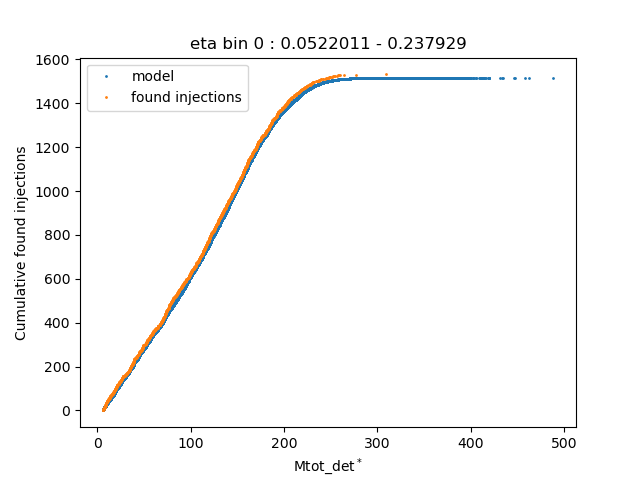 eta bin 0 : 0.0522011 - 0.237929
model
found injections
Cumulative found injections
1600
1400
1200
1000
800
600
400
200
0
0 100 200 300 400 500
Mtot_det*